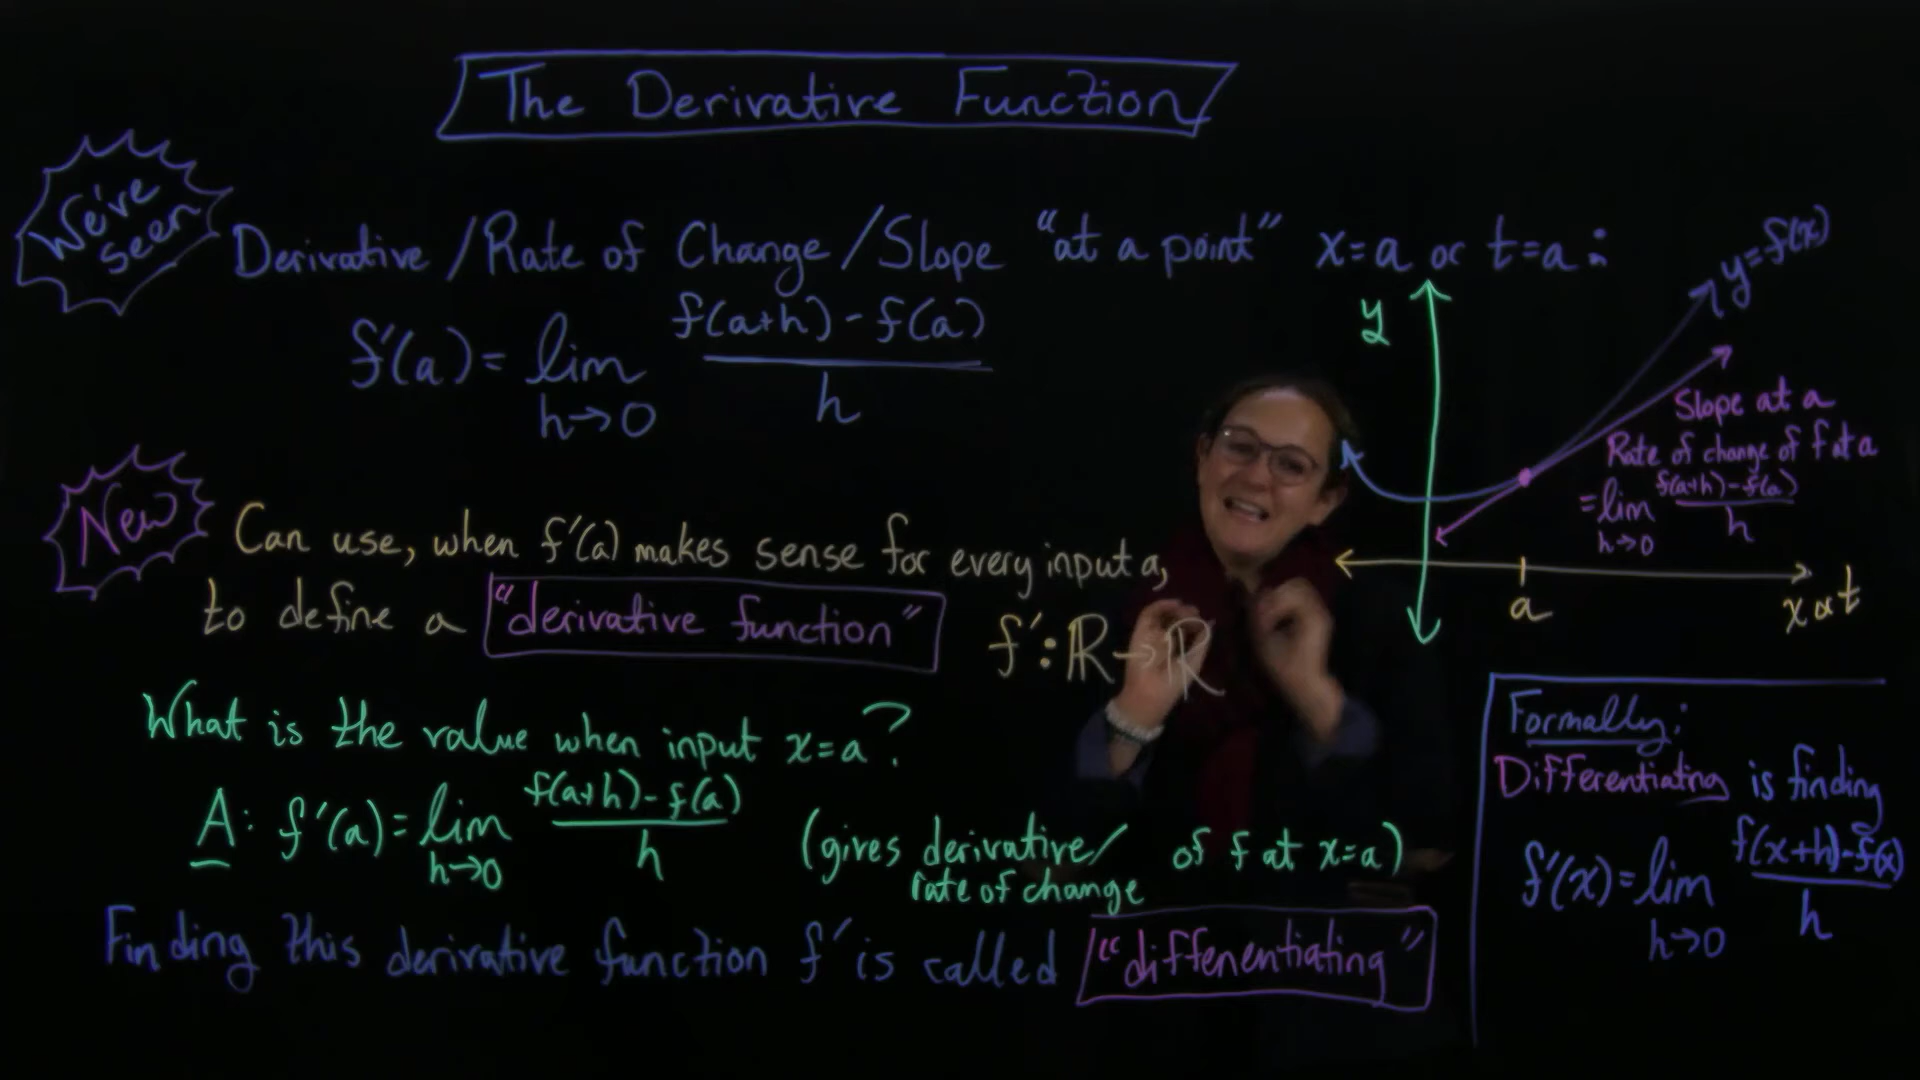 The Derivative Function
We've
seen
Derivative / Rate of Change / Slope "at a point" x=a or t=a :
f'(a) = lim h→0 f(a+h) - f(a) / h
y
y=f(x)
Slope at a
Rate of change of f at a
= lim h→0 f(a+h) - f(a) / h
a
x or t
New
Can use, when f'(a) makes sense for every input a,
to define a "derivative function" f': ℝ→ℝ
What is the value when input x=a?
A: f'(a) = lim h→0 f(a+h) - f(a) / h (gives derivative/ rate of change of f at x=a)
Finding this derivative function f' is called "differentiating"
Formally:
Differentiating is finding
f'(x) = lim h→0 f(x+h) - f(x) / h